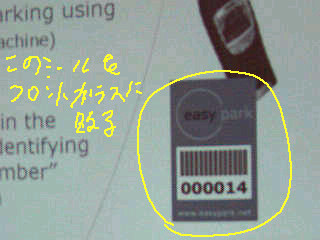 arking using
achine)
このシールを
フロントガラスに
貼る
in the
dentifying
mber”
easy park
000014
www.easypark.net